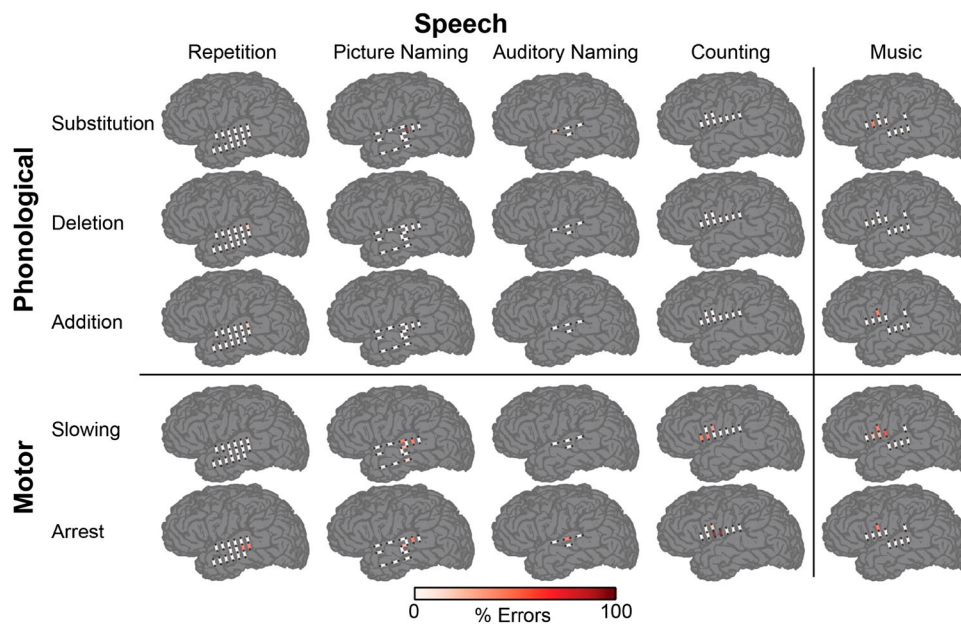 Speech
Repetition Picture Naming Auditory Naming Counting Music
Phonological
Substitution
Deletion
Addition
Motor
Slowing
Arrest
0 % Errors 100